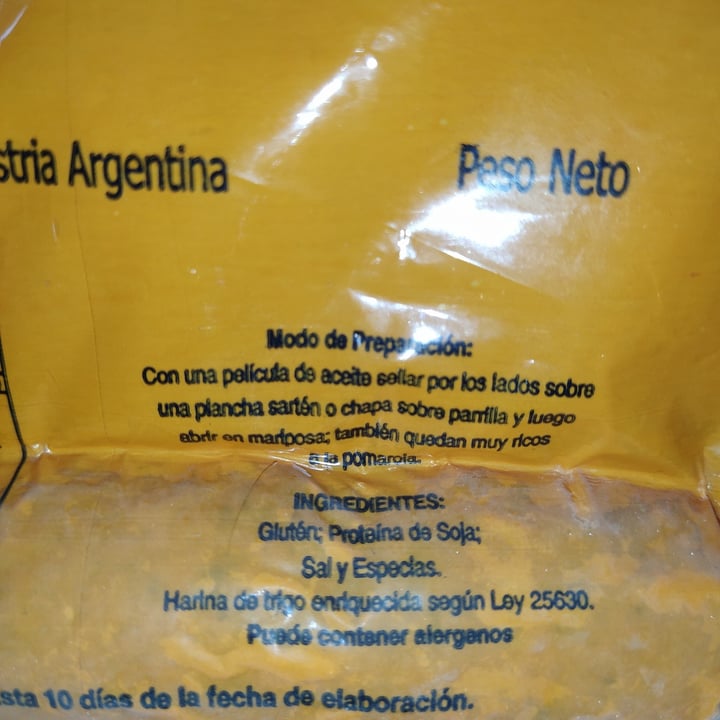 stria Argentina
Peso Neto
Modo de Preparación:
Con una película de aceite sellar por los lados sobre
una plancha sartén o chapa sobre parrilla y luego
abrir en mariposa; también quedan muy ricos
a la pomarola.
INGREDIENTES:
Glutén; Proteína de Soja;
Sal y Especias.
Harina de trigo enriquecida según Ley 25630.
Puede contener alergenos
sta 10 días de la fecha de elaboración.